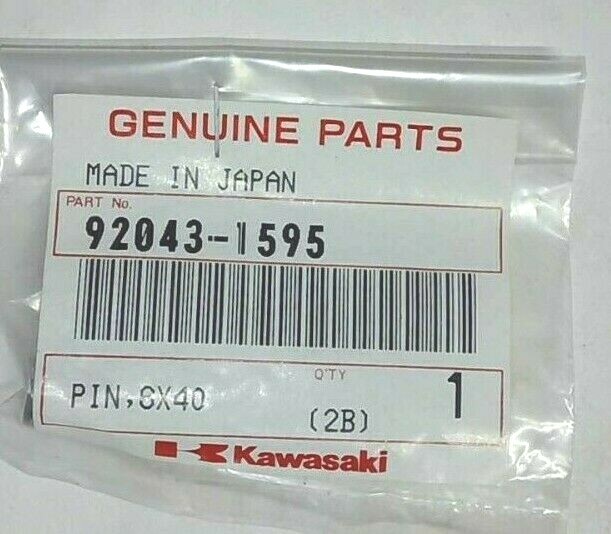 GENUINE PARTS
MADE IN JAPAN
PART No.
92043-1595
Q'TY
PIN,8X40 (2B) 1
Kawasaki